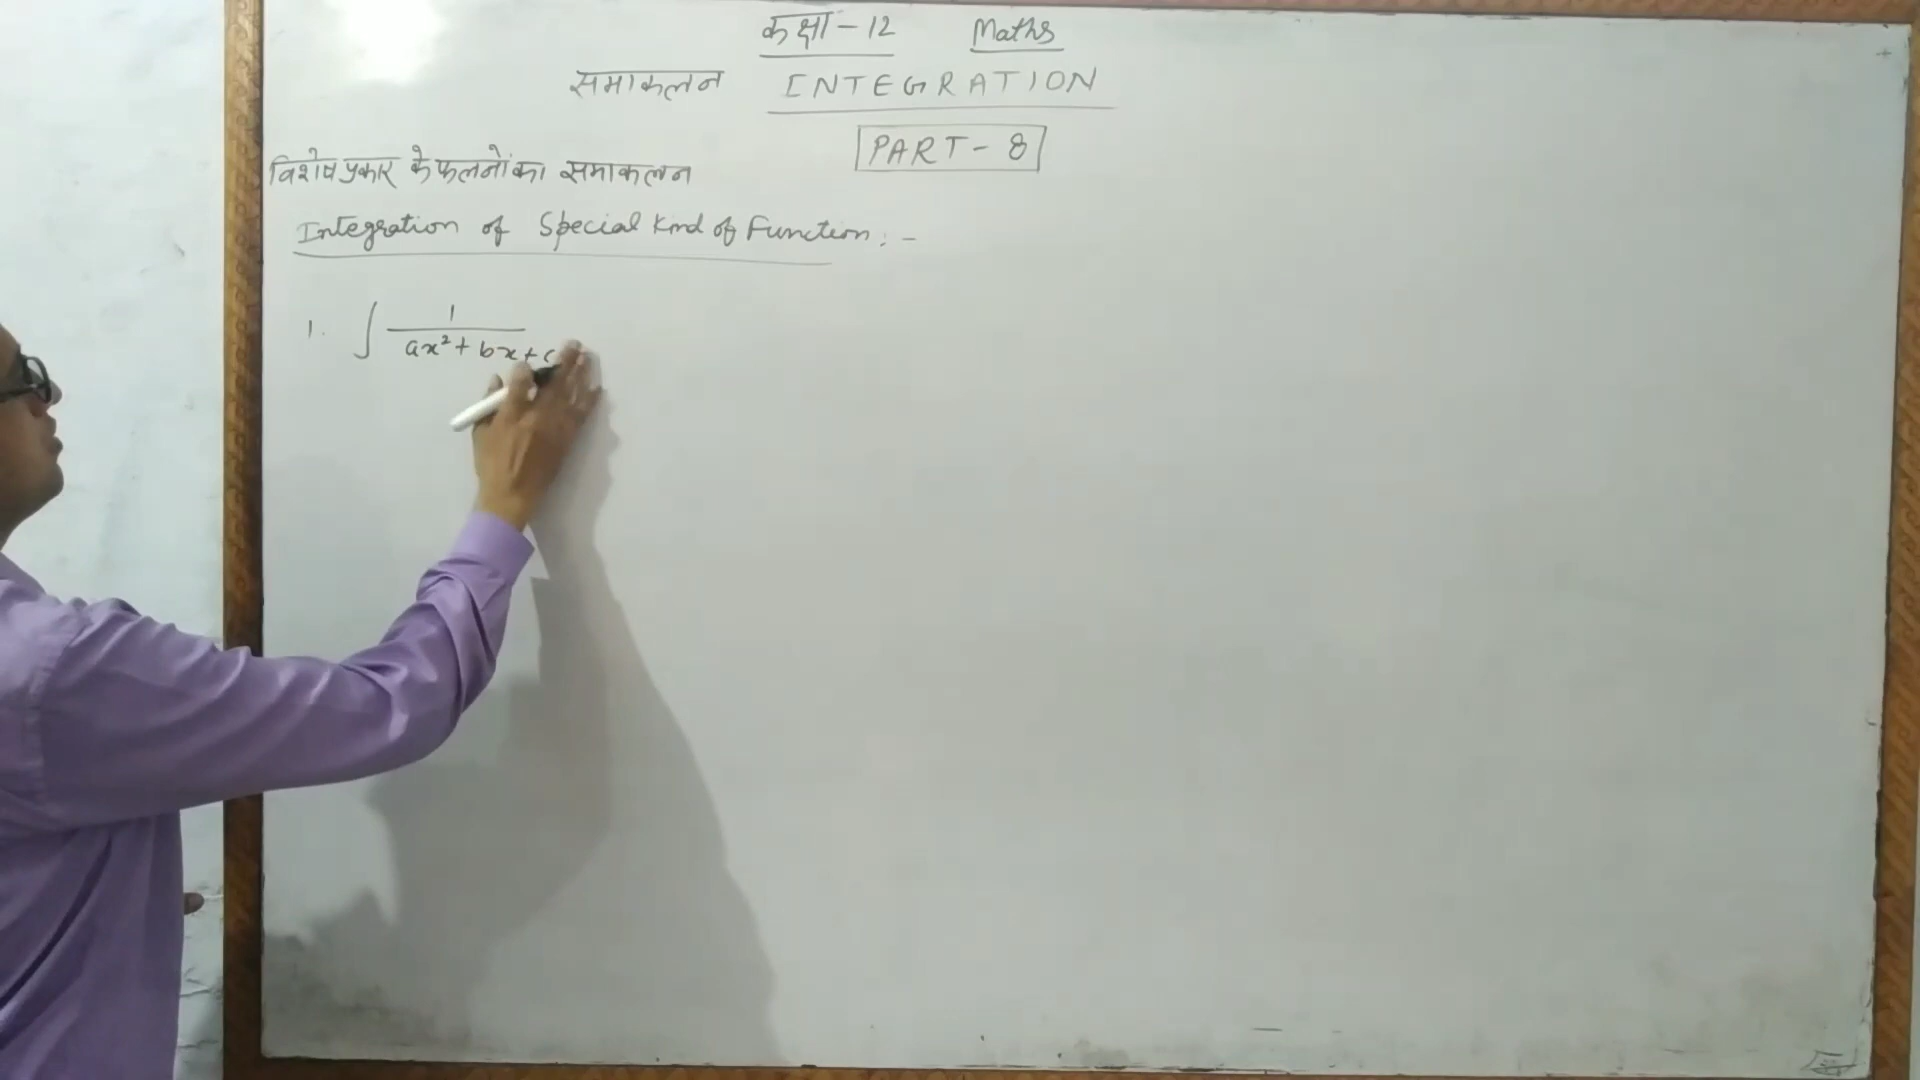 कक्षा - 12 Maths
समाकलन INTEGRATION
PART - 8
विशेष प्रकार के फलनों का समाकलन
Integration of Special Kind of Function : -
1. ∫ 1 / ax² + bx + c